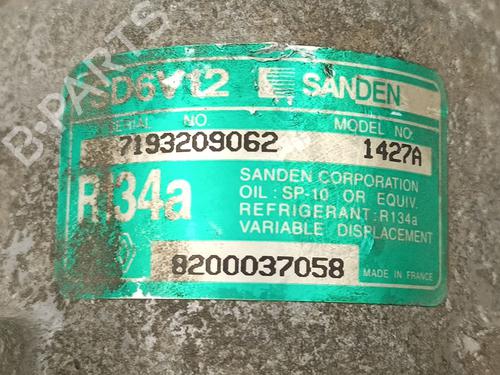 SD6V12 SANDEN
SERIAL NO MODEL NO.
7193209062 1427A
R134a
SANDEN CORPORATION
OIL : SP-10 OR EQUIV.
REFRIGERANT : R134a
VARIABLE DISPLACEMENT
8200037058
MADE IN FRANCE
B-PARTS